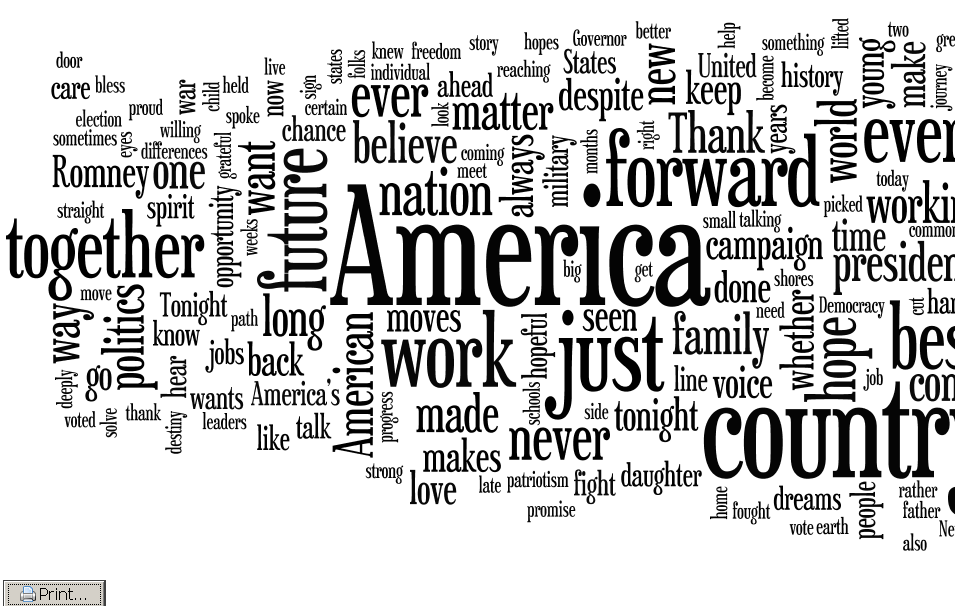 door
care
bless
election
proud
war
child
held
live
now
sign
states
folks
knew
freedom
story
hopes
Governor
better
help
something
lifted
two
sometimes
eyes
willing
spoke
certain
individual
ever
ahead
reaching
States
new
United
keep
become
history
young
make
journey
differences
grateful
chance
look
matter
despite
Romney
one
want
believe
coming
meet
always
military
months
right
Thank
years
world
straight
spirit
opportunity
weeks
future
nation
forward
today
picked
together
America
small
talking
campaign
time
big
get
done
shores
way
move
politics
Tonight
path
long
moves
hopeful
seen
need
Democracy
cut
know
jobs
back
American
work
just
family
whether
hope
job
deeply
go
hear
wants
America's
line
voice
voted
solve
thank
destiny
leaders
like
talk
progress
made
schools
side
tonight
never
makes
strong
love
late
patriotism
fight
daughter
promise
home
fought
dreams
people
rather
father
vote
earth
also
Print...